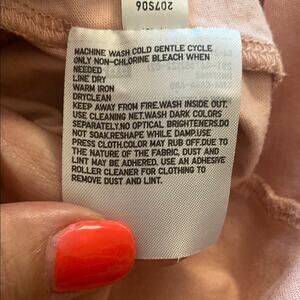 207S06
MACHINE WASH COLD GENTLE CYCLE
ONLY NON-CHLORINE BLEACH WHEN
NEEDED
LINE DRY
WARM IRON
DRYCLEAN
KEEP AWAY FROM FIRE.WASH INSIDE OUT.
USE CLEANING NET.WASH DARK COLORS
SEPARATELY.NO OPTICAL BRIGHTENERS.DO
NOT SOAK.RESHAPE WHILE DAMP.USE
PRESS CLOTH.COLOR MAY RUB OFF.DUE
TO THE NATURE OF THE FABRIC, DUST AND
LINT MAY BE ADHERED. USE AN ADHESIVE
ROLLER CLEANER FOR CLOTHING TO
REMOVE DUST AND LINT.